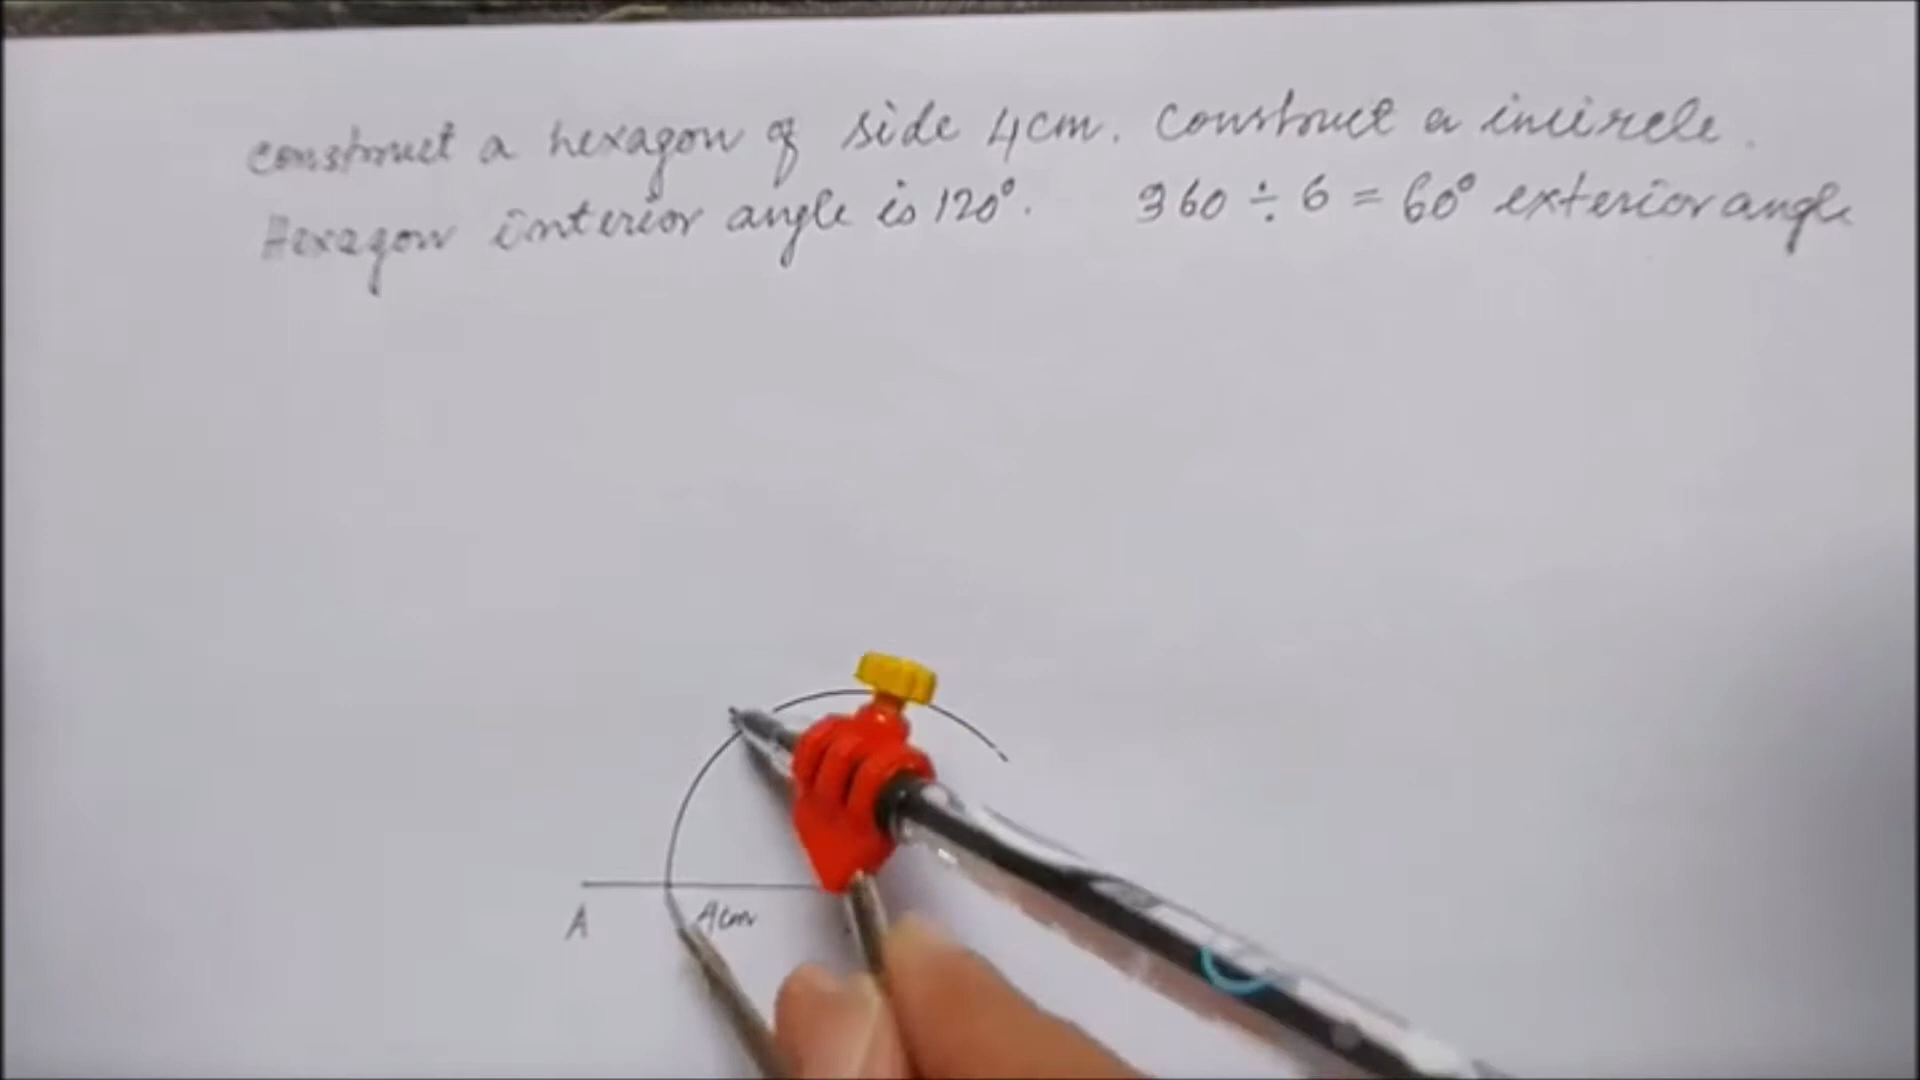 construct a hexagon of side 4cm. Construct a incircle.
Hexagon interior angle is 120°. 360 ÷ 6 = 60° exterior angle
A 4cm